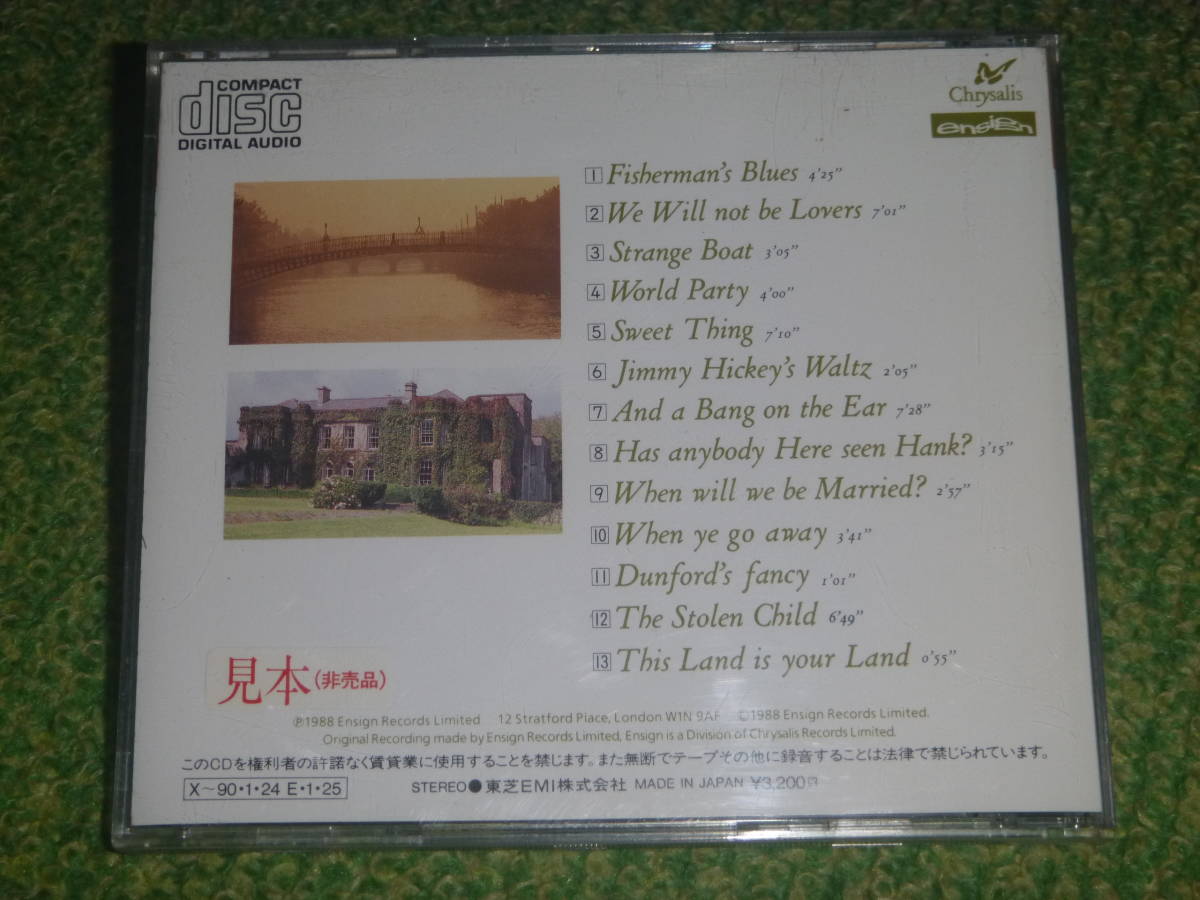 COMPACT
disc
DIGITAL AUDIO
Chrysalis
ensign
1 Fisherman's Blues 4'25"
2 We Will not be Lovers 7'01"
3 Strange Boat 3'05"
4 World Party 4'00"
5 Sweet Thing 7'10"
6 Jimmy Hickey's Waltz 2'05"
7 And a Bang on the Ear 7'28"
8 Has anybody Here seen Hank? 3'15"
9 When will we be Married? 2'57"
10 When ye go away 3'41"
11 Dunford's fancy 1'01"
12 The Stolen Child 6'49"
13 This Land is your Land 0'55"
見本(非売品)
℗1988 Ensign Records Limited 12 Stratford Place, London W1N 9AF ©1988 Ensign Records Limited.
Original Recording made by Ensign Records Limited, Ensign is a Division of Chrysalis Records Limited.
このCDを権利者の許諾なく賃貸業に使用することを禁じます。また無断でテープその他に録音することは法律で禁じられています。
X〜90・1・24 E・1・25
STEREO●東芝EMI株式会社 MADE IN JAPAN ¥3,200